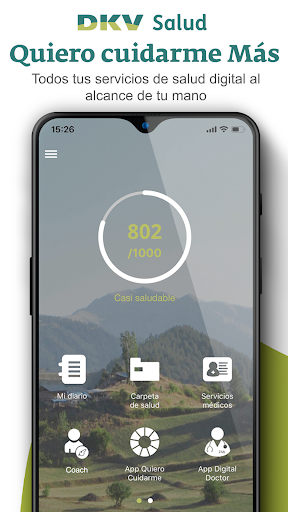 DKV Salud
Quiero cuidarme Más
Todos tus servicios de salud digital al
alcance de tu mano
15:26
802
/1000
Casi saludable
Mi diario
Carpeta
de salud
Servicios
médicos
Coach
App Quiero
Cuidarme
App Digital
Doctor